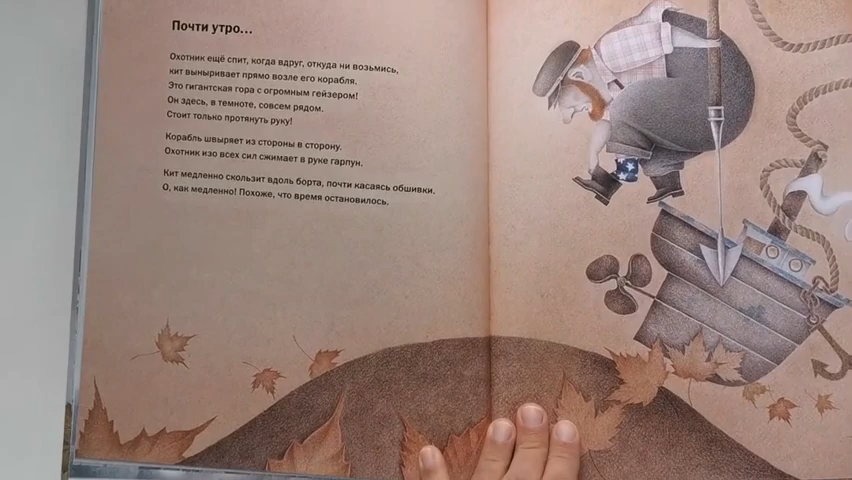 Почти утро...
Охотник ещё спит, когда вдруг, откуда ни возьмись,
кит выныривает прямо возле его корабля.
Это гигантская гора с огромным гейзером!
Он здесь, в темноте, совсем рядом.
Стоит только протянуть руку!
Корабль швыряет из стороны в сторону.
Охотник изо всех сил сжимает в руке гарпун.
Кит медленно скользит вдоль борта, почти касаясь обшивки.
О, как медленно! Похоже, что время остановилось.